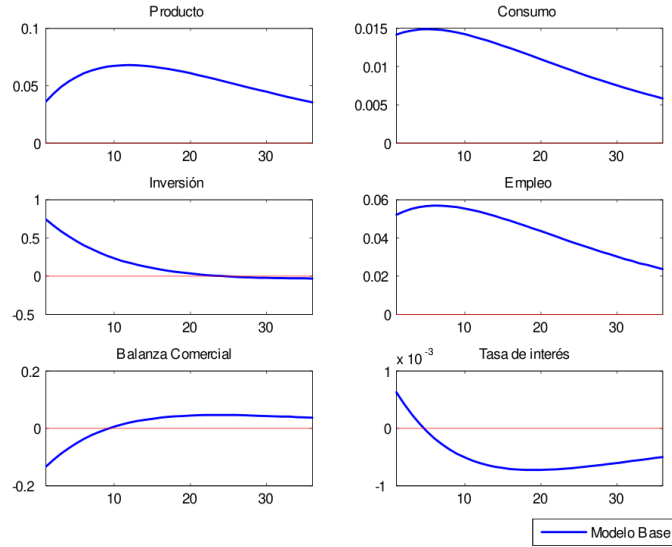 Producto
0.1
0.05
0
10 20 30
Consumo
0.015
0.01
0.005
0
10 20 30
Inversión
1
0.5
0
-0.5
10 20 30
Empleo
0.06
0.04
0.02
0
10 20 30
Balanza Comercial
0.2
0
-0.2
10 20 30
Tasa de interés
x 10 -3
1
0
-1
10 20 30
Modelo Base